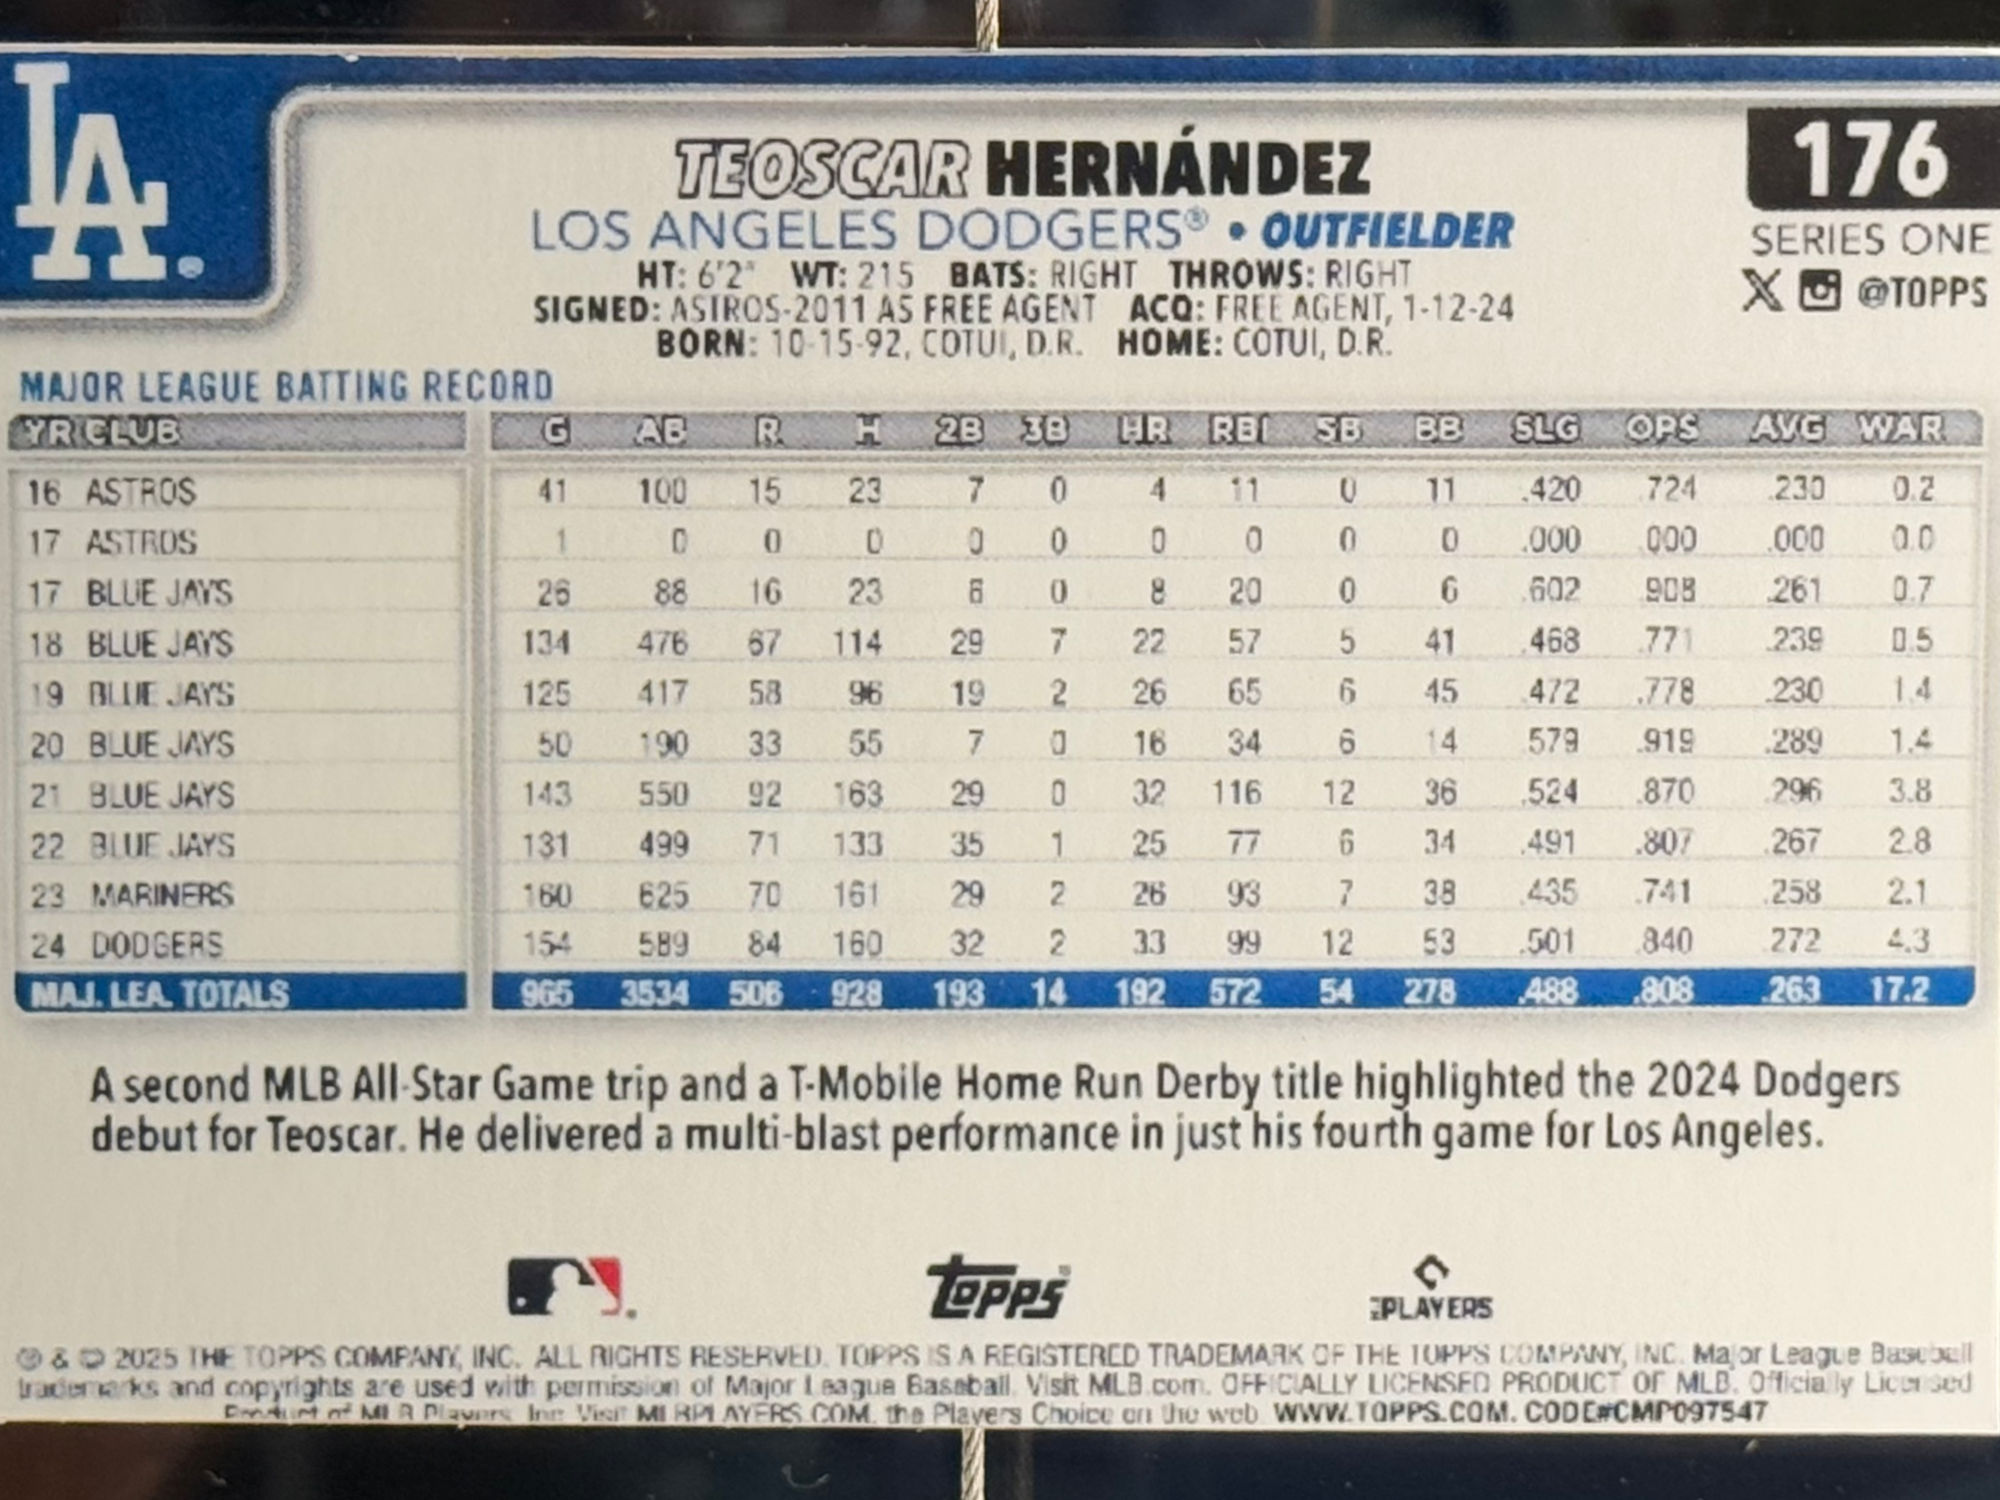 LA
TEOSCAR HERNÁNDEZ
176
LOS ANGELES DODGERS® • OUTFIELDER
SERIES ONE
HT: 6'2" WT: 215 BATS: RIGHT THROWS: RIGHT
X @TOPPS
SIGNED: ASTROS-2011 AS FREE AGENT ACQ: FREE AGENT, 1-12-24
BORN: 10-15-92, COTUI, D.R. HOME: COTUI, D.R.
MAJOR LEAGUE BATTING RECORD
YR CLUB G AB R H 2B 3B HR RBI SB BB SLG OPS AVG WAR
16 ASTROS 41 100 15 23 7 0 4 11 0 11 .420 .724 .230 0.2
17 ASTROS 1 0 0 0 0 0 0 0 0 0 .000 .000 .000 0.0
17 BLUE JAYS 26 88 16 23 6 0 8 20 0 6 .602 .908 .261 0.7
18 BLUE JAYS 134 476 67 114 29 7 22 57 5 41 .468 .771 .239 0.5
19 BLUE JAYS 125 417 58 96 19 2 26 65 6 45 .472 .778 .230 1.4
20 BLUE JAYS 50 190 33 55 7 0 16 34 6 14 .579 .919 .289 1.4
21 BLUE JAYS 143 550 92 163 29 0 32 116 12 36 .524 .870 .296 3.8
22 BLUE JAYS 131 499 71 133 35 1 25 77 6 34 .491 .807 .267 2.8
23 MARINERS 160 625 70 161 29 2 26 93 7 38 .435 .741 .258 2.1
24 DODGERS 154 589 84 160 32 2 33 99 12 53 .501 .840 .272 4.3
MAJ. LEA. TOTALS 965 3534 506 928 193 14 192 572 54 278 .488 .808 .263 17.2
A second MLB All-Star Game trip and a T-Mobile Home Run Derby title highlighted the 2024 Dodgers
debut for Teoscar. He delivered a multi-blast performance in just his fourth game for Los Angeles.
TOPPS
PLAYERS
® & © 2025 THE TOPPS COMPANY, INC. ALL RIGHTS RESERVED. TOPPS IS A REGISTERED TRADEMARK OF THE TOPPS COMPANY, INC. Major League Baseball
trademarks and copyrights are used with permission of Major League Baseball. Visit MLB.com. OFFICIALLY LICENSED PRODUCT OF MLB. Officially Licensed
Product of MLB Players, Inc. Visit MLBPLAYERS.COM, the Players Choice on the web. WWW.TOPPS.COM. CODE#CMP097547